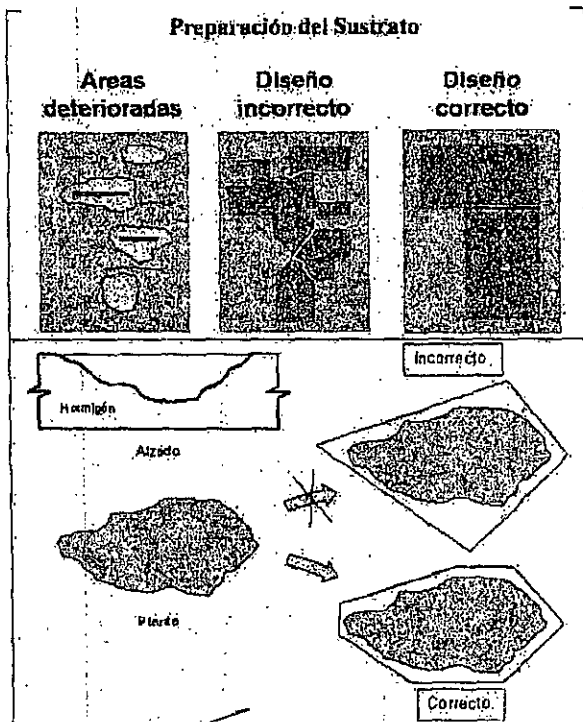 Preparación del Sustrato
Areas deterioradas
Diseño incorrecto
Diseño correcto
Incorrecto
Hormigón
Alzado
Planta
Correcto